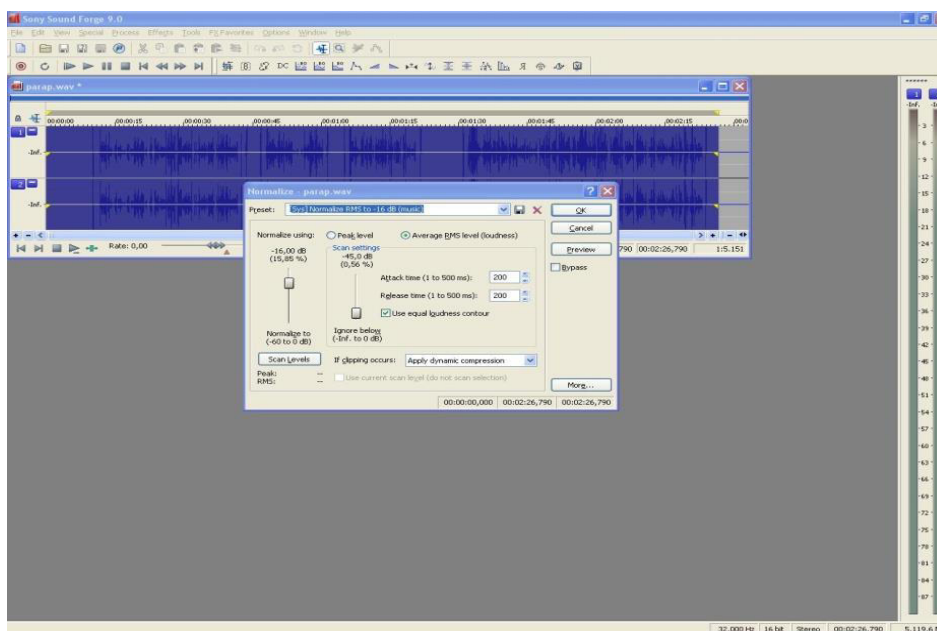 Sony Sound Forge 9.0
File Edit View Special Process Effects Tools FX Favorites Options Window Help
parap.wav *
00:00:00 00:00:15 00:00:30 00:00:45 00:01:00 00:01:15 00:01:30 00:01:45 00:02:00 00:02:15
1
-Inf.
2
-Inf.
Rate: 0,00
790 00:02:26,790 1:5.151
Normalize - parap.wav
Preset: [Sys] Normalize RMS to -16 dB (music)
OK
Cancel
Preview
Bypass
More...
Normalize using: Peak level Average RMS level (loudness)
-16,00 dB
(15,85 %)
Normalize to
(-60 to 0 dB)
Scan settings
-45,0 dB
(0,56 %)
Attack time (1 to 500 ms): 200
Release time (1 to 500 ms): 200
Use equal loudness contour
Ignore below
(-Inf. to 0 dB)
Scan Levels
If clipping occurs: Apply dynamic compression
Peak: --
RMS: --
Use current scan level (do not scan selection)
00:00:00,000 00:02:26,790 00:02:26,790
1
-Inf.
-3
-6
-9
-12
-15
-18
-21
-24
-27
-30
-33
-36
-39
-42
-45
-48
-51
-54
-57
-60
-63
-66
-69
-72
-75
-78
-81
-84
-87
32.000 Hz 16 bit Stereo 00:02:26,790 5.119,6